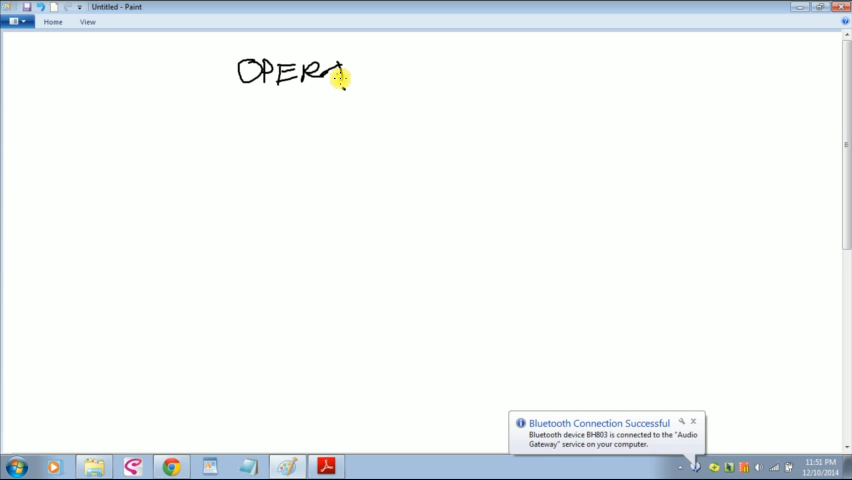 Untitled - Paint
Home View
OPERA
Bluetooth Connection Successful
Bluetooth device BH803 is connected to the "Audio
Gateway" service on your computer.
11:51 PM
12/10/2014